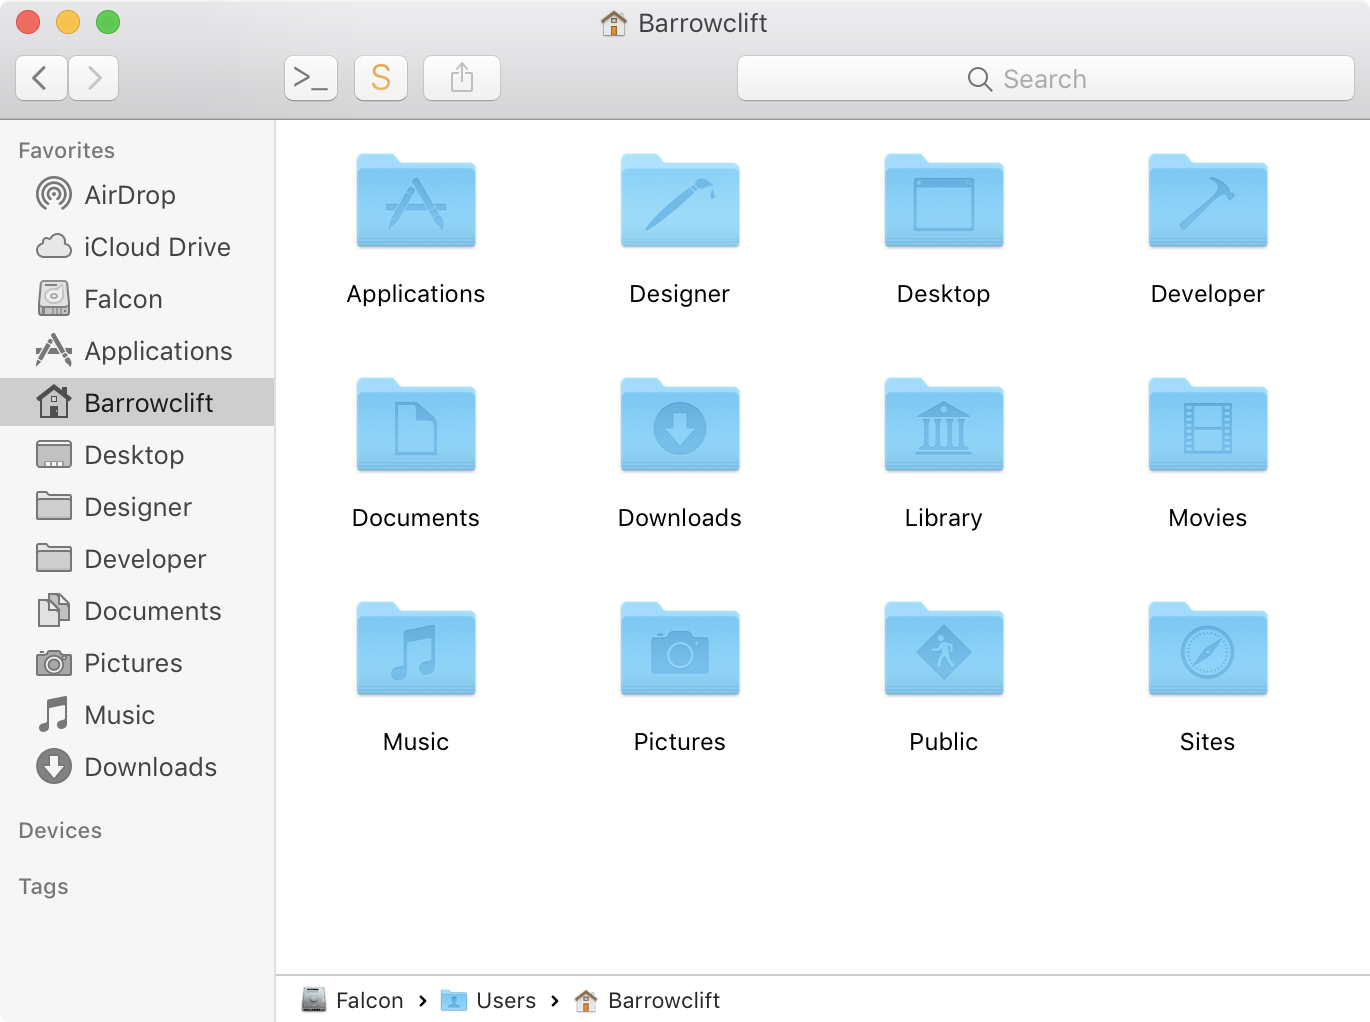 Barrowclift
>_
S
Search
Favorites
AirDrop
iCloud Drive
Falcon
Applications
Barrowclift
Desktop
Designer
Developer
Documents
Pictures
Music
Downloads
Devices
Tags
Applications Designer Desktop Developer
Documents Downloads Library Movies
Music Pictures Public Sites
Falcon › Users › Barrowclift